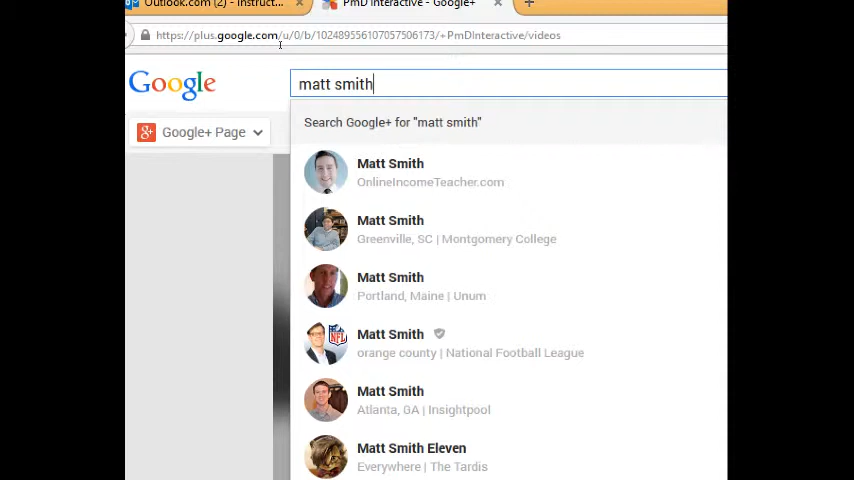 Outlook.com (2) - instruct...
PmD Interactive - Google+
https://plus.google.com/u/0/b/102489556107057506173/+PmDInteractive/videos
Google
matt smith
Search Google+ for "matt smith"
g+ Google+ Page
Matt Smith
OnlineIncomeTeacher.com
Matt Smith
Greenville, SC | Montgomery College
Matt Smith
Portland, Maine | Unum
Matt Smith
NFL
orange county | National Football League
Matt Smith
Atlanta, GA | Insightpool
Matt Smith Eleven
Everywhere | The Tardis